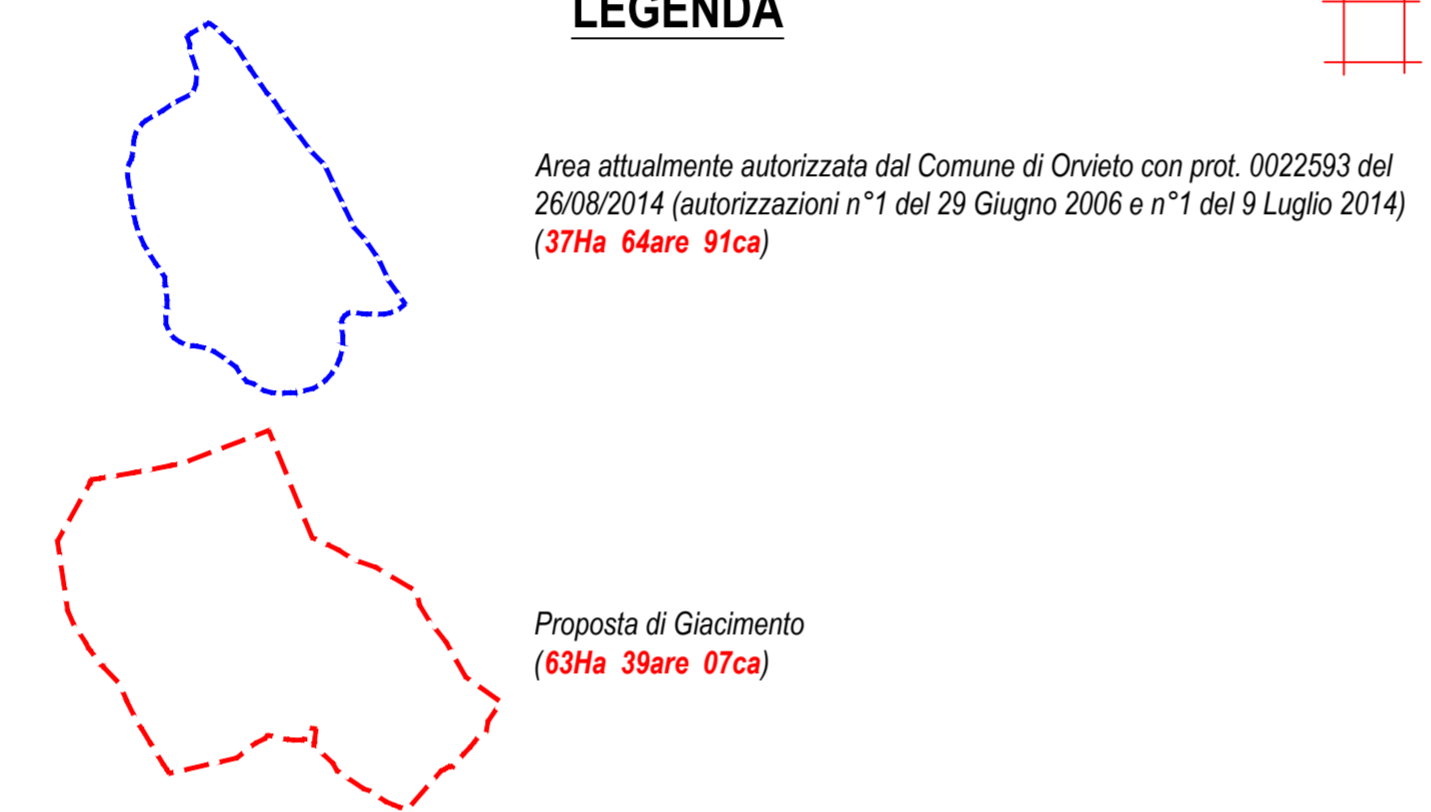 LEGENDA
Area attualmente autorizzata dal Comune di Orvieto con prot. 0022593 del
26/08/2014 (autorizzazioni n°1 del 29 Giugno 2006 e n°1 del 9 Luglio 2014)
(37Ha 64are 91ca)
Proposta di Giacimento
(63Ha 39are 07ca)